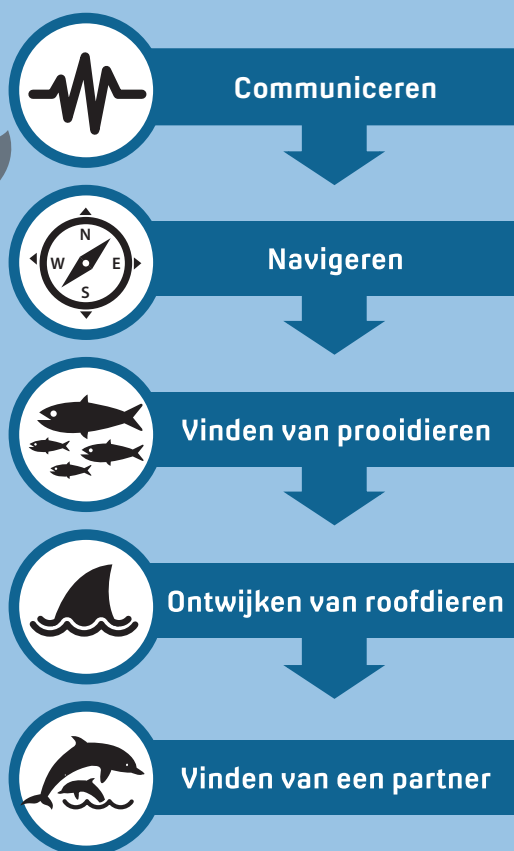 Communiceren
N
W E
S
Navigeren
Vinden van prooidieren
Ontwijken van roofdieren
Vinden van een partner